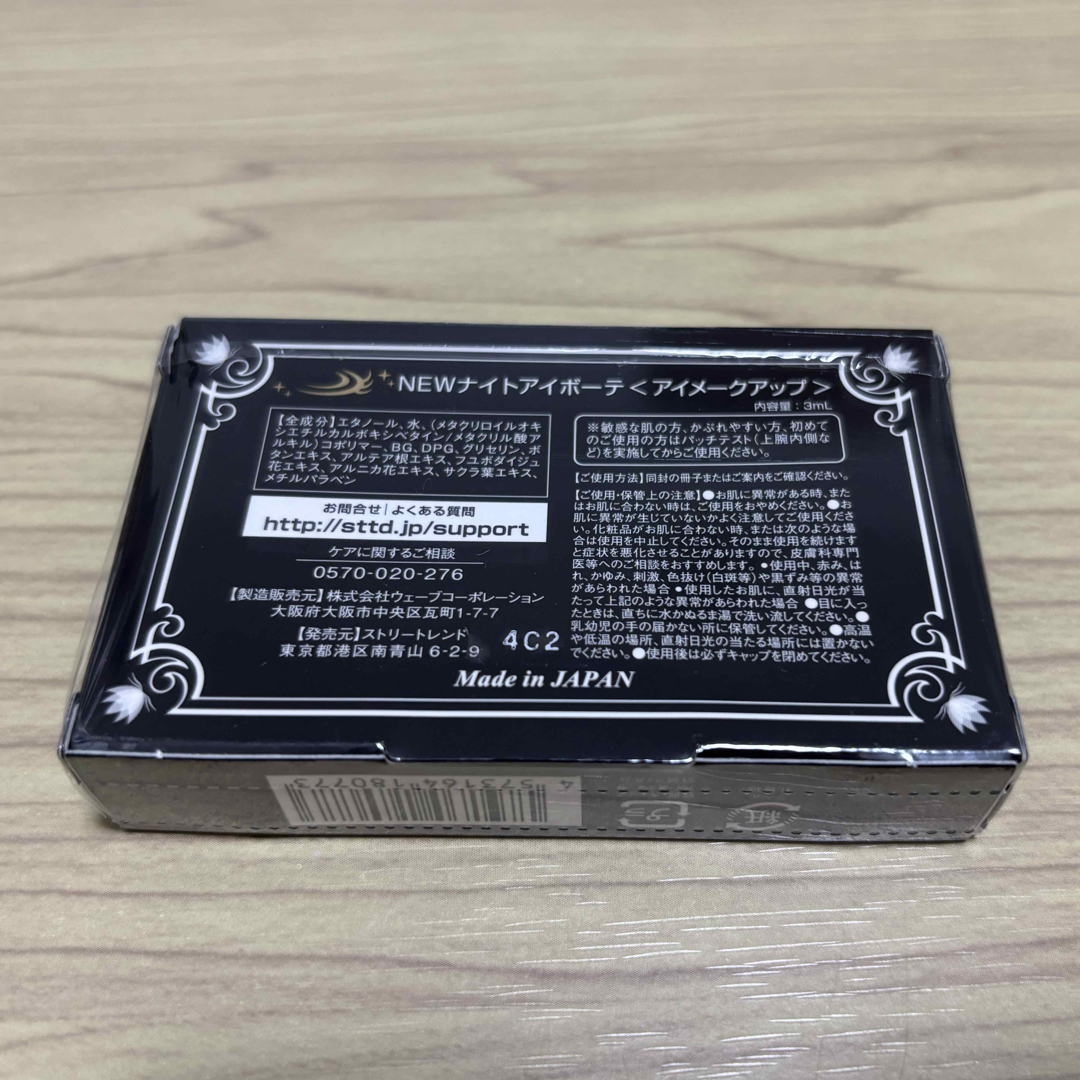 NEWナイトアイボーテ＜アイメークアップ＞
内容量：3mL
【全成分】エタノール、水、(メタクリロイルオキ
シエチルカルボキシベタイン/メタクリル酸ア
ルキル)コポリマー、BG、DPG、グリセリン、ボ
タンエキス、アルテア根エキス、フユボダイジュ
花エキス、アルニカ花エキス、サクラ葉エキス、
メチルパラベン
お問合せ｜よくある質問
http://sttd.jp/support
ケアに関するご相談
0570-020-276
【製造販売元】株式会社ウェーブコーポレーション
大阪府大阪市中央区瓦町1-7-7
【発売元】ストリートレンド
東京都港区南青山 6-2-9
4C2
※敏感な肌の方、かぶれやすい方、初めて
のご使用の方はパッチテスト(上腕内側な
ど)を実施してからご使用ください。
【ご使用方法】同封の冊子またはご案内をご確認ください。
【ご使用・保管上の注意】●お肌に異常がある時、また
はお肌に合わない時は、ご使用をおやめください。●お
肌に異常が生じていないかよく注意してご使用くださ
い。化粧品がお肌に合わない時、または次のような場
合は使用を中止してください。そのまま使用を続けます
と症状を悪化させることがありますので、皮膚科専門
医等へのご相談をおすすめします。●使用中、赤み、は
れ、かゆみ、刺激、色抜け(白斑等)や黒ずみ等の異常
があらわれた場合●使用したお肌に、直射日光が当
たって上記のような異常があらわれた場合 ●目に入っ
たときは、直ちに水かぬるま湯で洗い流してください。●
乳幼児の手の届かない所に保管してください。●高温
や低温の場所、直射日光の当たる場所には置かない
でください。●使用後は必ずキャップを閉めてください。
Made in JAPAN
4573164180773
プラ
紙